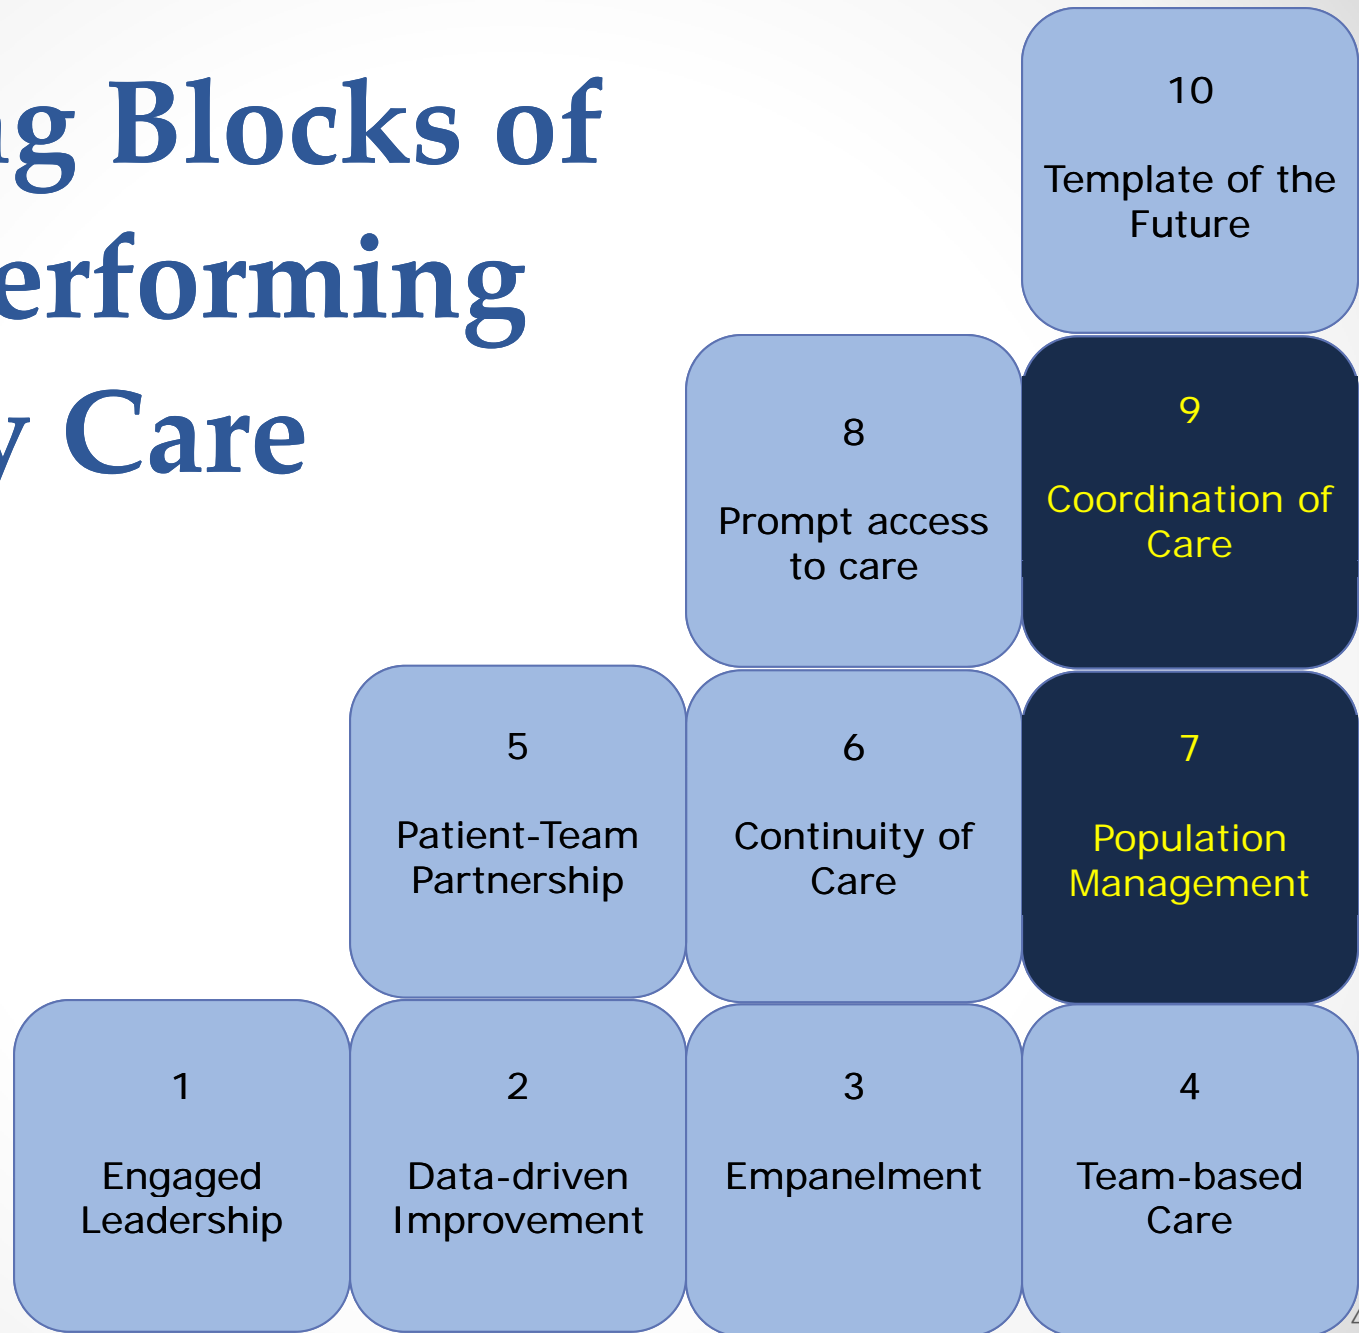 ng Blocks of
erforming
y Care
10
Template of the
Future
8
Prompt access
to care
9
Coordination of
Care
5
Patient-Team
Partnership
6
Continuity of
Care
7
Population
Management
1
Engaged
Leadership
2
Data-driven
Improvement
3
Empanelment
4
Team-based
Care